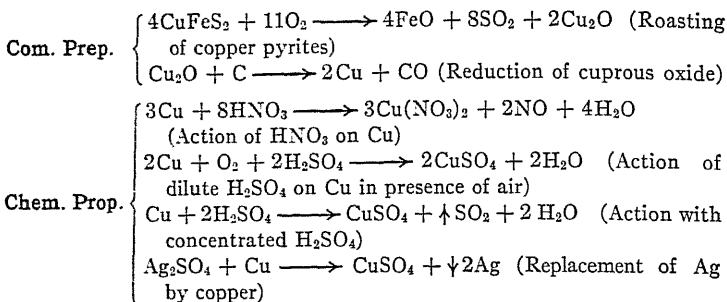 4CuFeS₂ + 11O₂ ⟶ 4FeO + 8SO₂ + 2Cu₂O (Roasting
Com. Prep.
of copper pyrites)
Cu₂O + C ⟶ 2Cu + CO (Reduction of cuprous oxide)
3Cu + 8HNO₃ ⟶ 3Cu(NO₃)₂ + 2NO + 4H₂O
(Action of HNO₃ on Cu)
2Cu + O₂ + 2H₂SO₄ ⟶ 2CuSO₄ + 2H₂O (Action of
dilute H₂SO₄ on Cu in presence of air)
Chem. Prop.
Cu + 2H₂SO₄ ⟶ CuSO₄ + ↑SO₂ + 2 H₂O (Action with
concentrated H₂SO₄)
Ag₂SO₄ + Cu ⟶ CuSO₄ + ↓2Ag (Replacement of Ag
by copper)